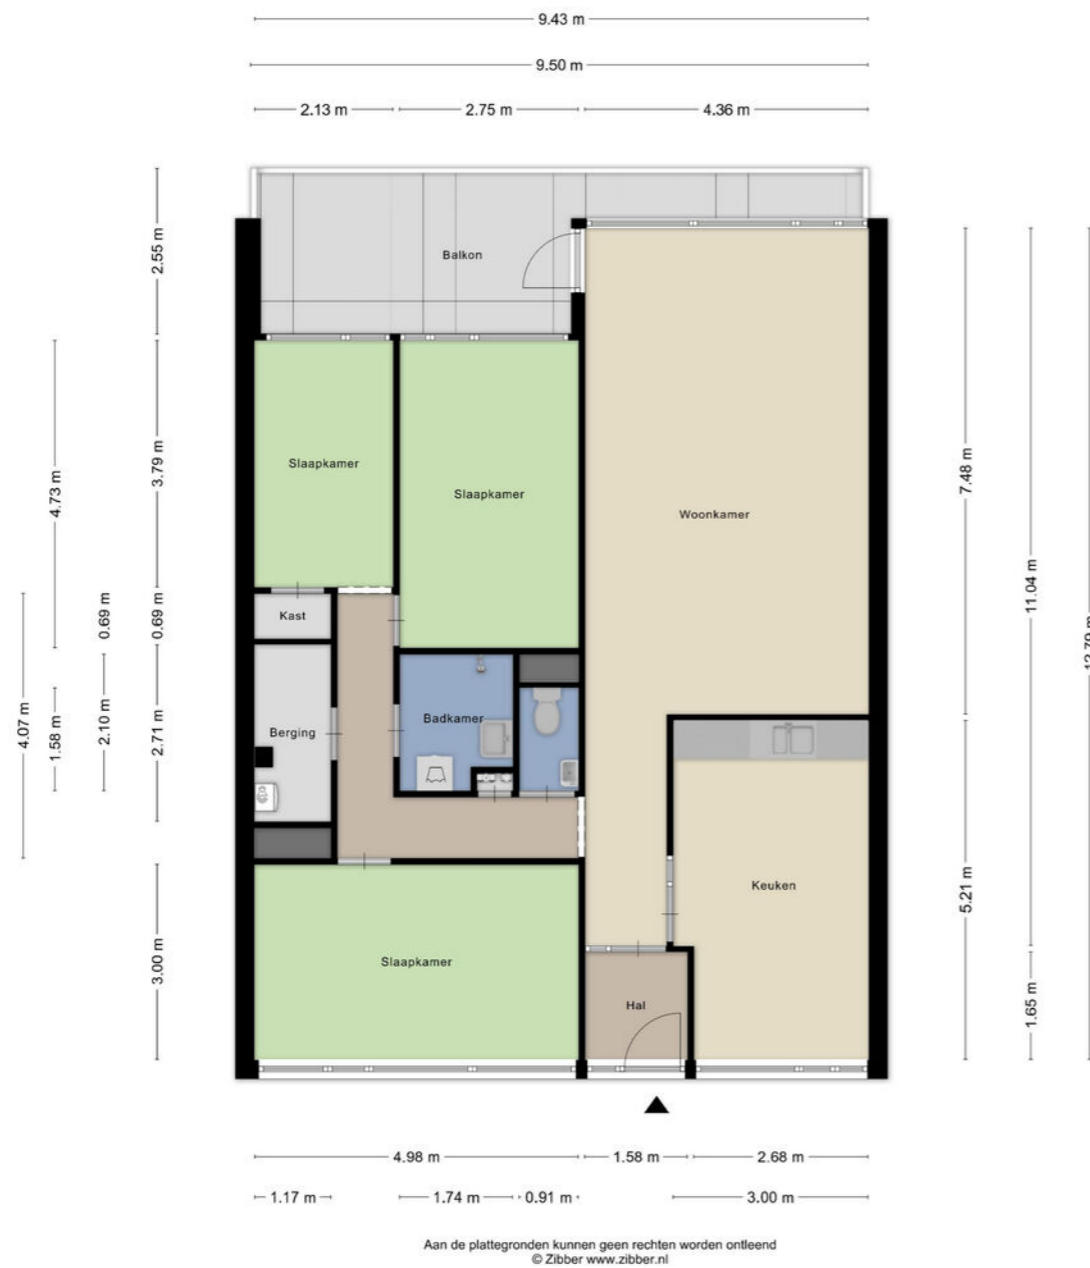 9.43 m
9.50 m
2.13 m
2.75 m
4.36 m
2.55 m
Balkon
3.79 m
4.73 m
7.48 m
Slaapkamer
Slaapkamer
Woonkamer
11.04 m
0.69 m
0.69 m
Kast
4.07 m
1.58 m
2.10 m
2.71 m
Berging
Badkamer
5.21 m
Keuken
3.00 m
Slaapkamer
Hal
1.65 m
4.98 m
1.58 m
2.68 m
1.17 m
1.74 m
0.91 m
3.00 m
Aan de plattegronden kunnen geen rechten worden ontleend
© Zibber www.zibber.nl